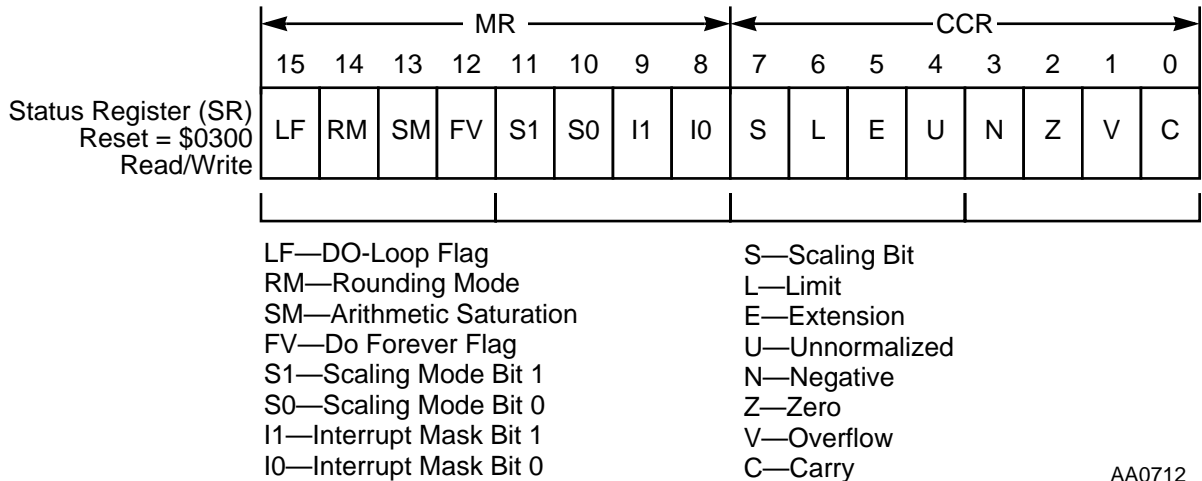 MR CCR
15 14 13 12 11 10 9 8 7 6 5 4 3 2 1 0
Status Register (SR)
Reset = $0300
Read/Write
LF RM SM FV S1 S0 I1 I0 S L E U N Z V C
LF—DO-Loop Flag
RM—Rounding Mode
SM—Arithmetic Saturation
FV—Do Forever Flag
S1—Scaling Mode Bit 1
S0—Scaling Mode Bit 0
I1—Interrupt Mask Bit 1
I0—Interrupt Mask Bit 0
S—Scaling Bit
L—Limit
E—Extension
U—Unnormalized
N—Negative
Z—Zero
V—Overflow
C—Carry
AA0712